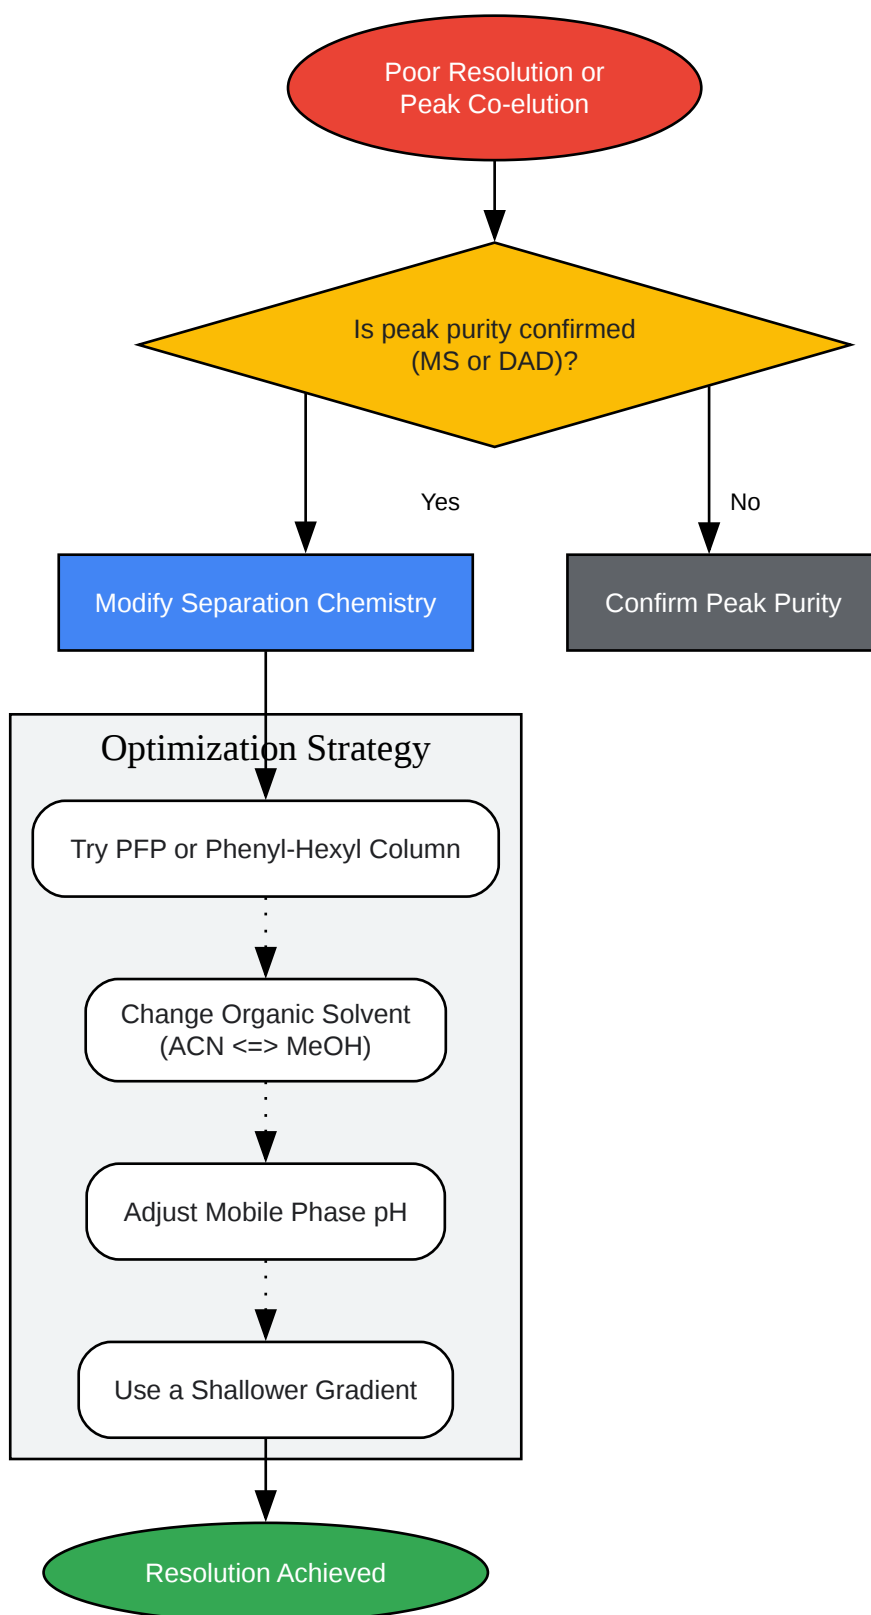 Poor Resolution or
Peak Co-elution
Is peak purity confirmed
(MS or DAD)?
Yes
No
Modify Separation Chemistry
Confirm Peak Purity
Optimization Strategy
Try PFP or Phenyl-Hexyl Column
Change Organic Solvent
(ACN <=> MeOH)
Adjust Mobile Phase pH
Use a Shallower Gradient
Resolution Achieved